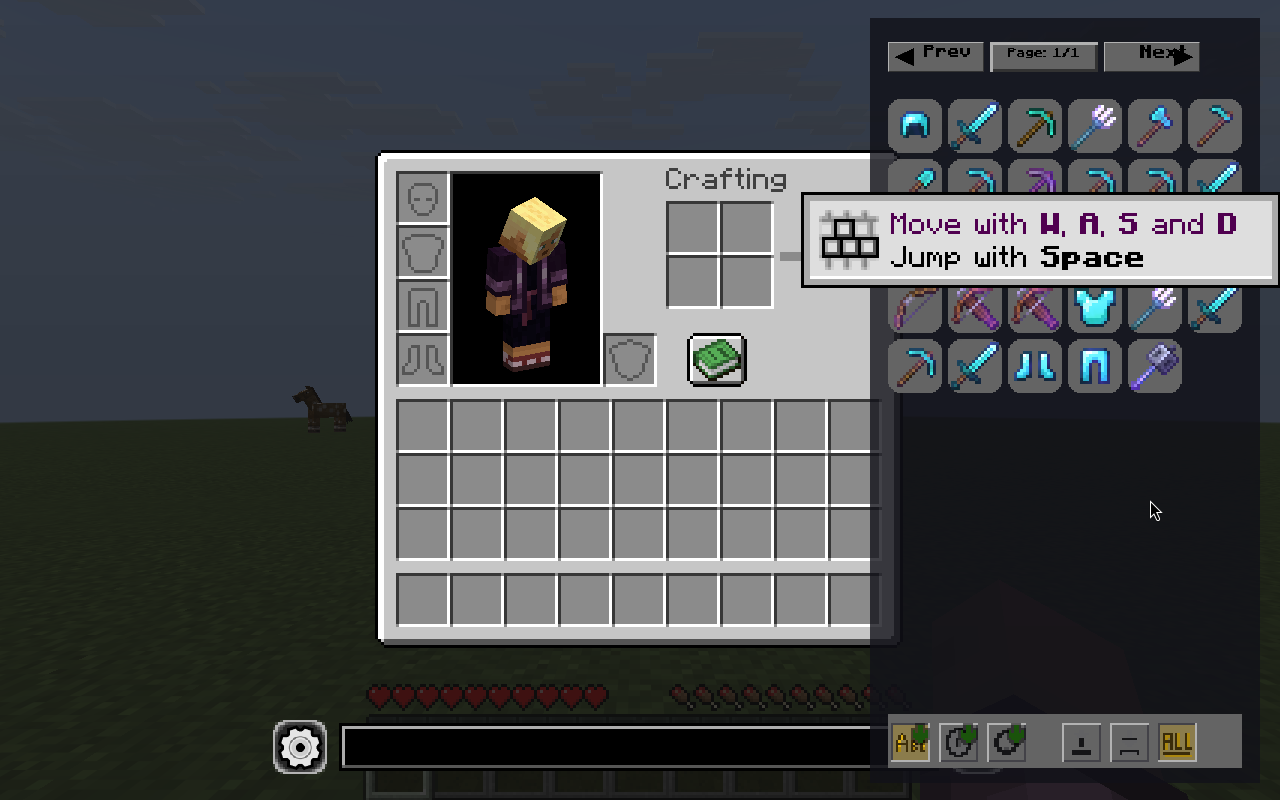 Prev
Page: 1/1
Next
Crafting
Move with W, A, S and D
Jump with Space
Abc
ALL